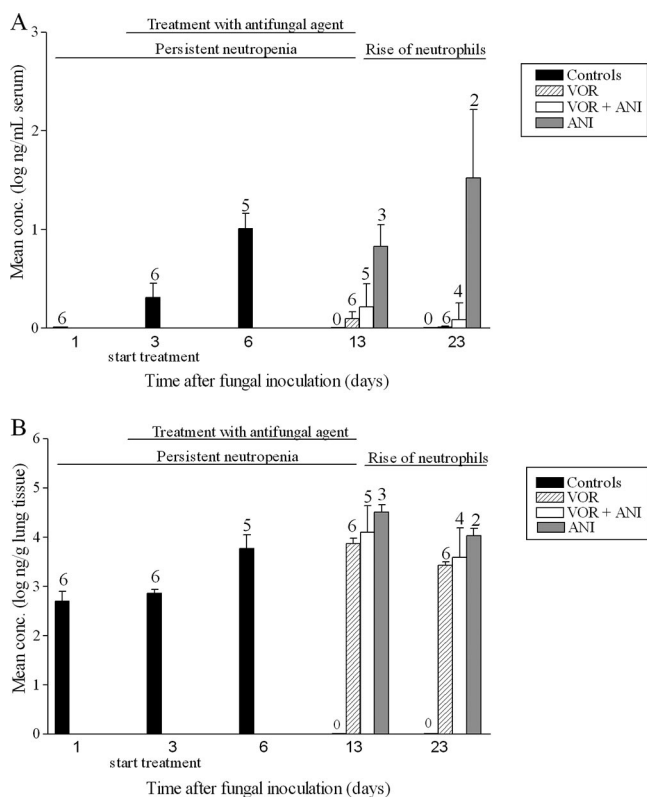 A
Treatment with antifungal agent
Persistent neutropenia
Rise of neutrophils
Controls
VOR
VOR + ANI
ANI
Mean conc. (log ng/mL serum)
3
2
1
0
6
6
5
0
6
5
3
0
6
4
2
1
3
6
13
23
start treatment
Time after fungal inoculation (days)
B
Treatment with antifungal agent
Persistent neutropenia
Rise of neutrophils
Controls
VOR
VOR + ANI
ANI
Mean conc. (log ng/g lung tissue)
6
5
4
3
2
1
0
6
6
5
0
6
5
3
0
6
4
2
1
3
6
13
23
start treatment
Time after fungal inoculation (days)